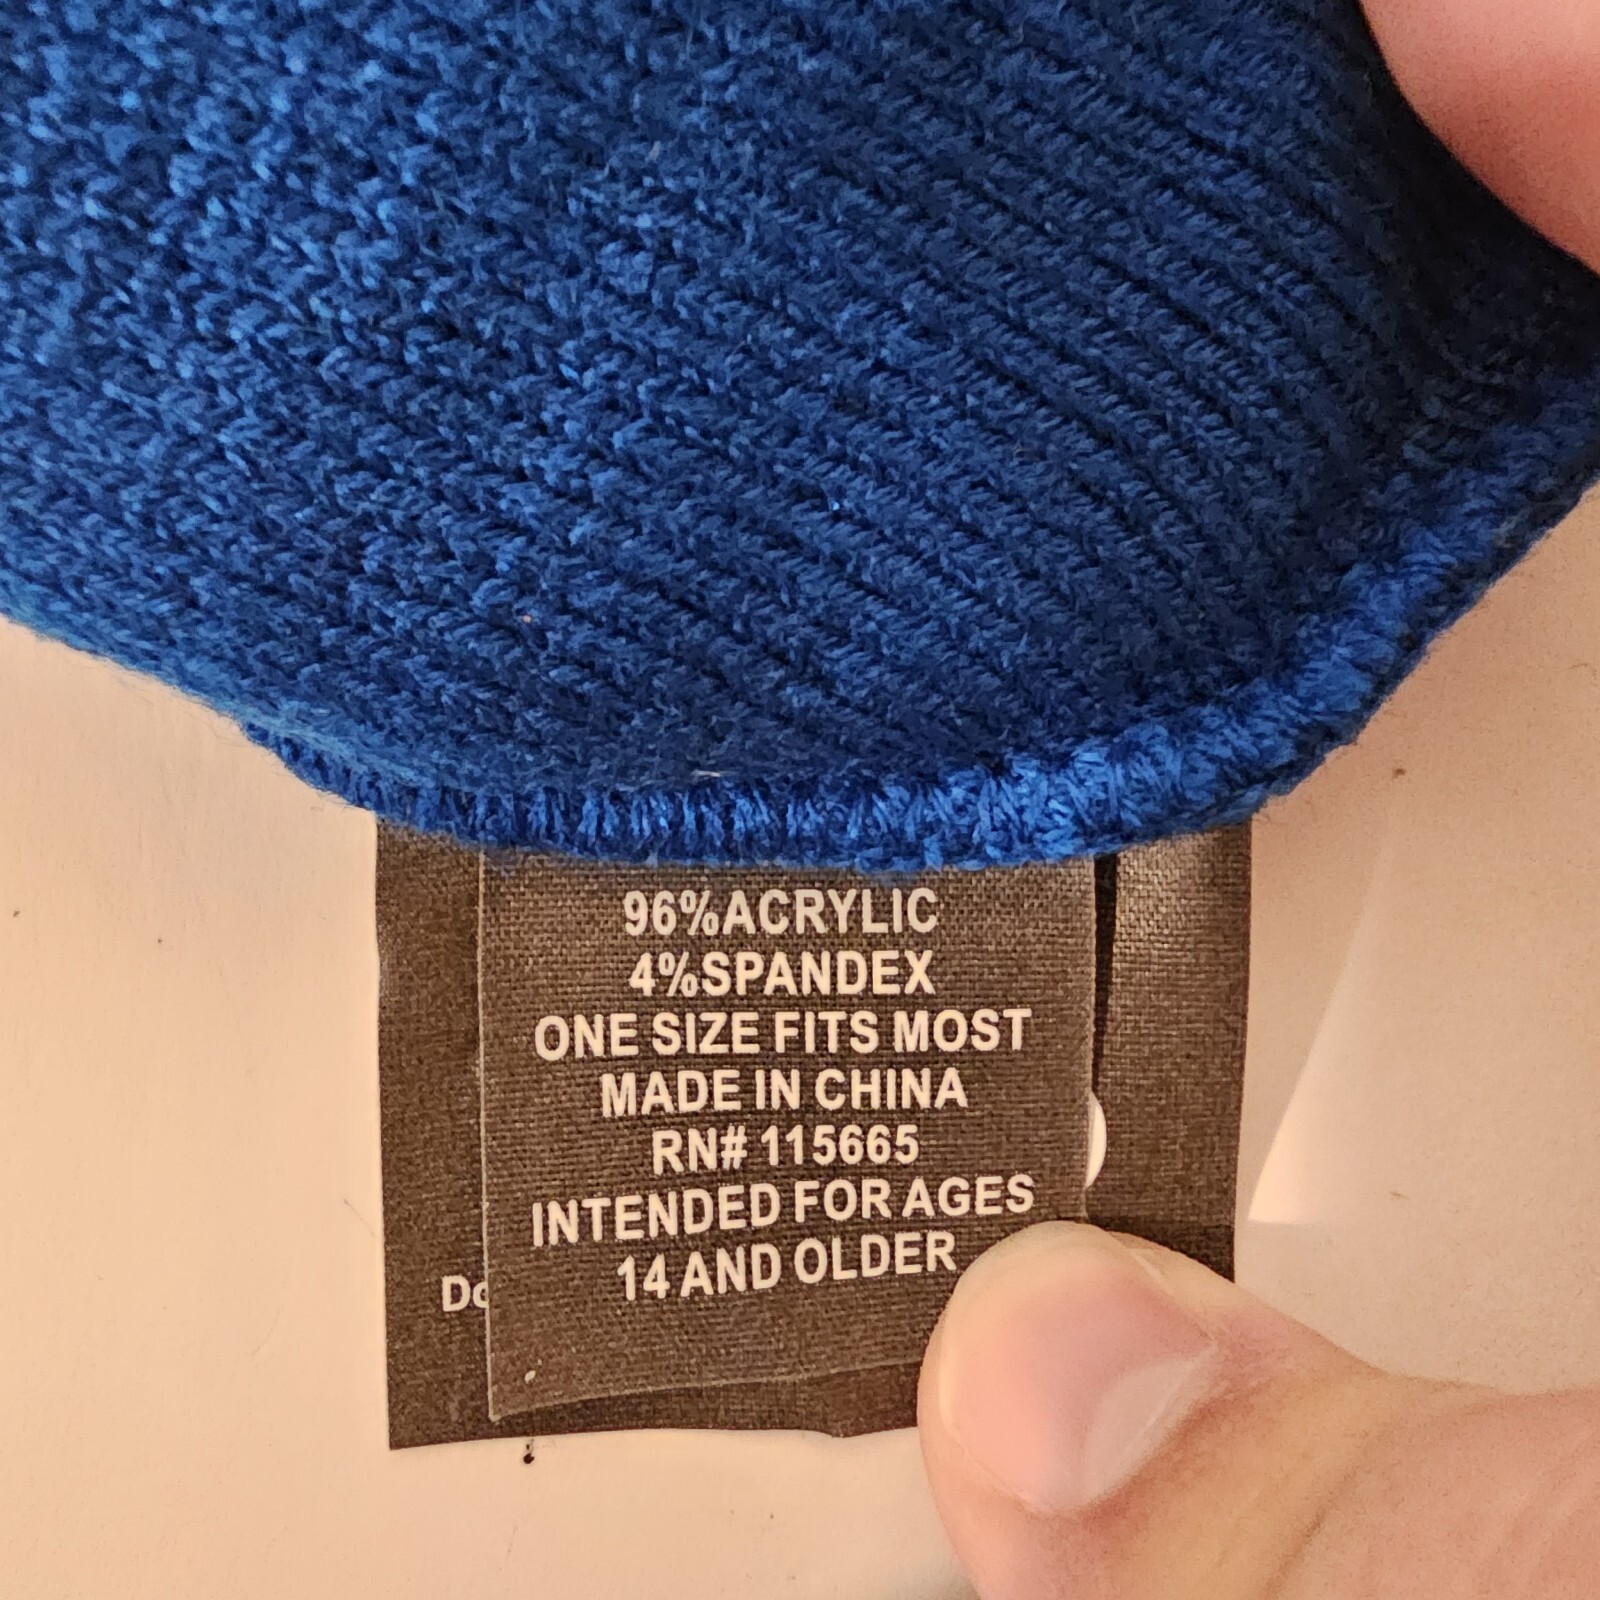 96%ACRYLIC
4%SPANDEX
ONE SIZE FITS MOST
MADE IN CHINA
RN# 115665
INTENDED FOR AGES
14 AND OLDER